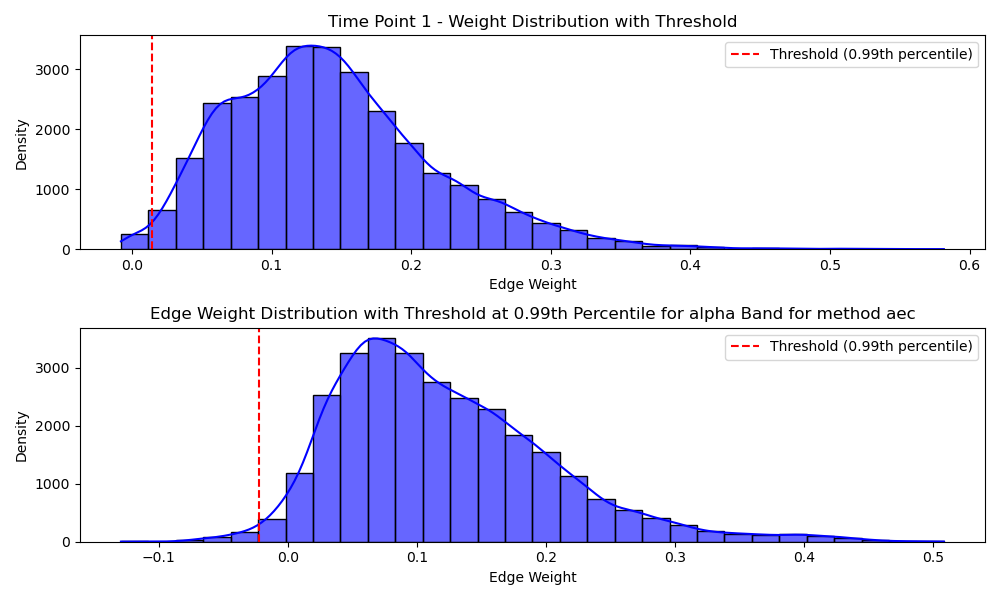 Time Point 1 - Weight Distribution with Threshold
Threshold (0.99th percentile)
Density
3000
2000
1000
0
0.0 0.1 0.2 0.3 0.4 0.5 0.6
Edge Weight
Edge Weight Distribution with Threshold at 0.99th Percentile for alpha Band for method aec
Threshold (0.99th percentile)
Density
3000
2000
1000
0
−0.1 0.0 0.1 0.2 0.3 0.4 0.5
Edge Weight